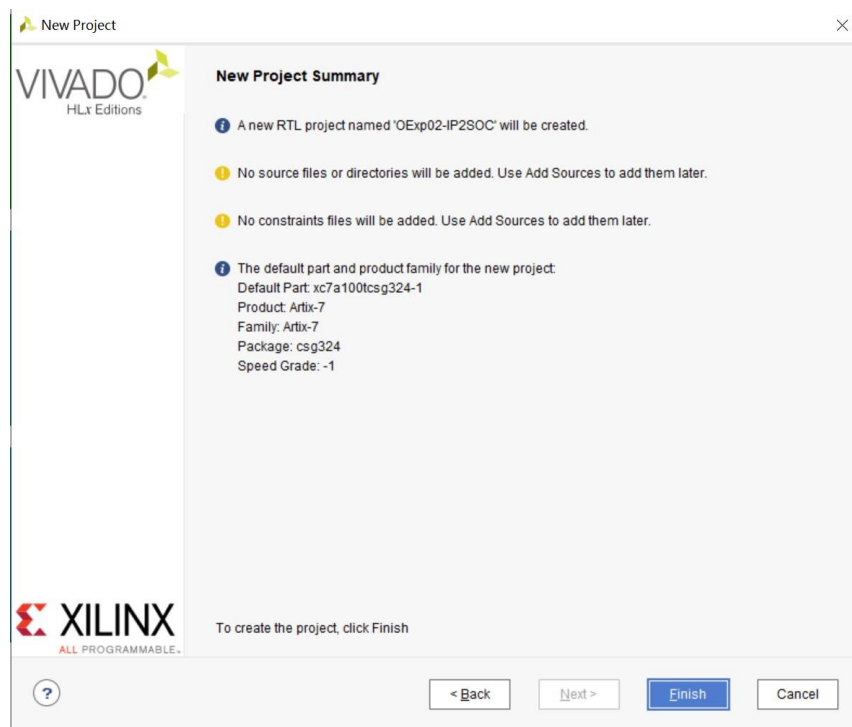 New Project
VIVADO
HLx Editions
New Project Summary
A new RTL project named 'OExp02-IP2SOC' will be created.
No source files or directories will be added. Use Add Sources to add them later.
No constraints files will be added. Use Add Sources to add them later.
The default part and product family for the new project:
Default Part: xc7a100tcsg324-1
Product: Artix-7
Family: Artix-7
Package: csg324
Speed Grade: -1
XILINX
ALL PROGRAMMABLE.
To create the project, click Finish
?
< Back
Next >
Finish
Cancel